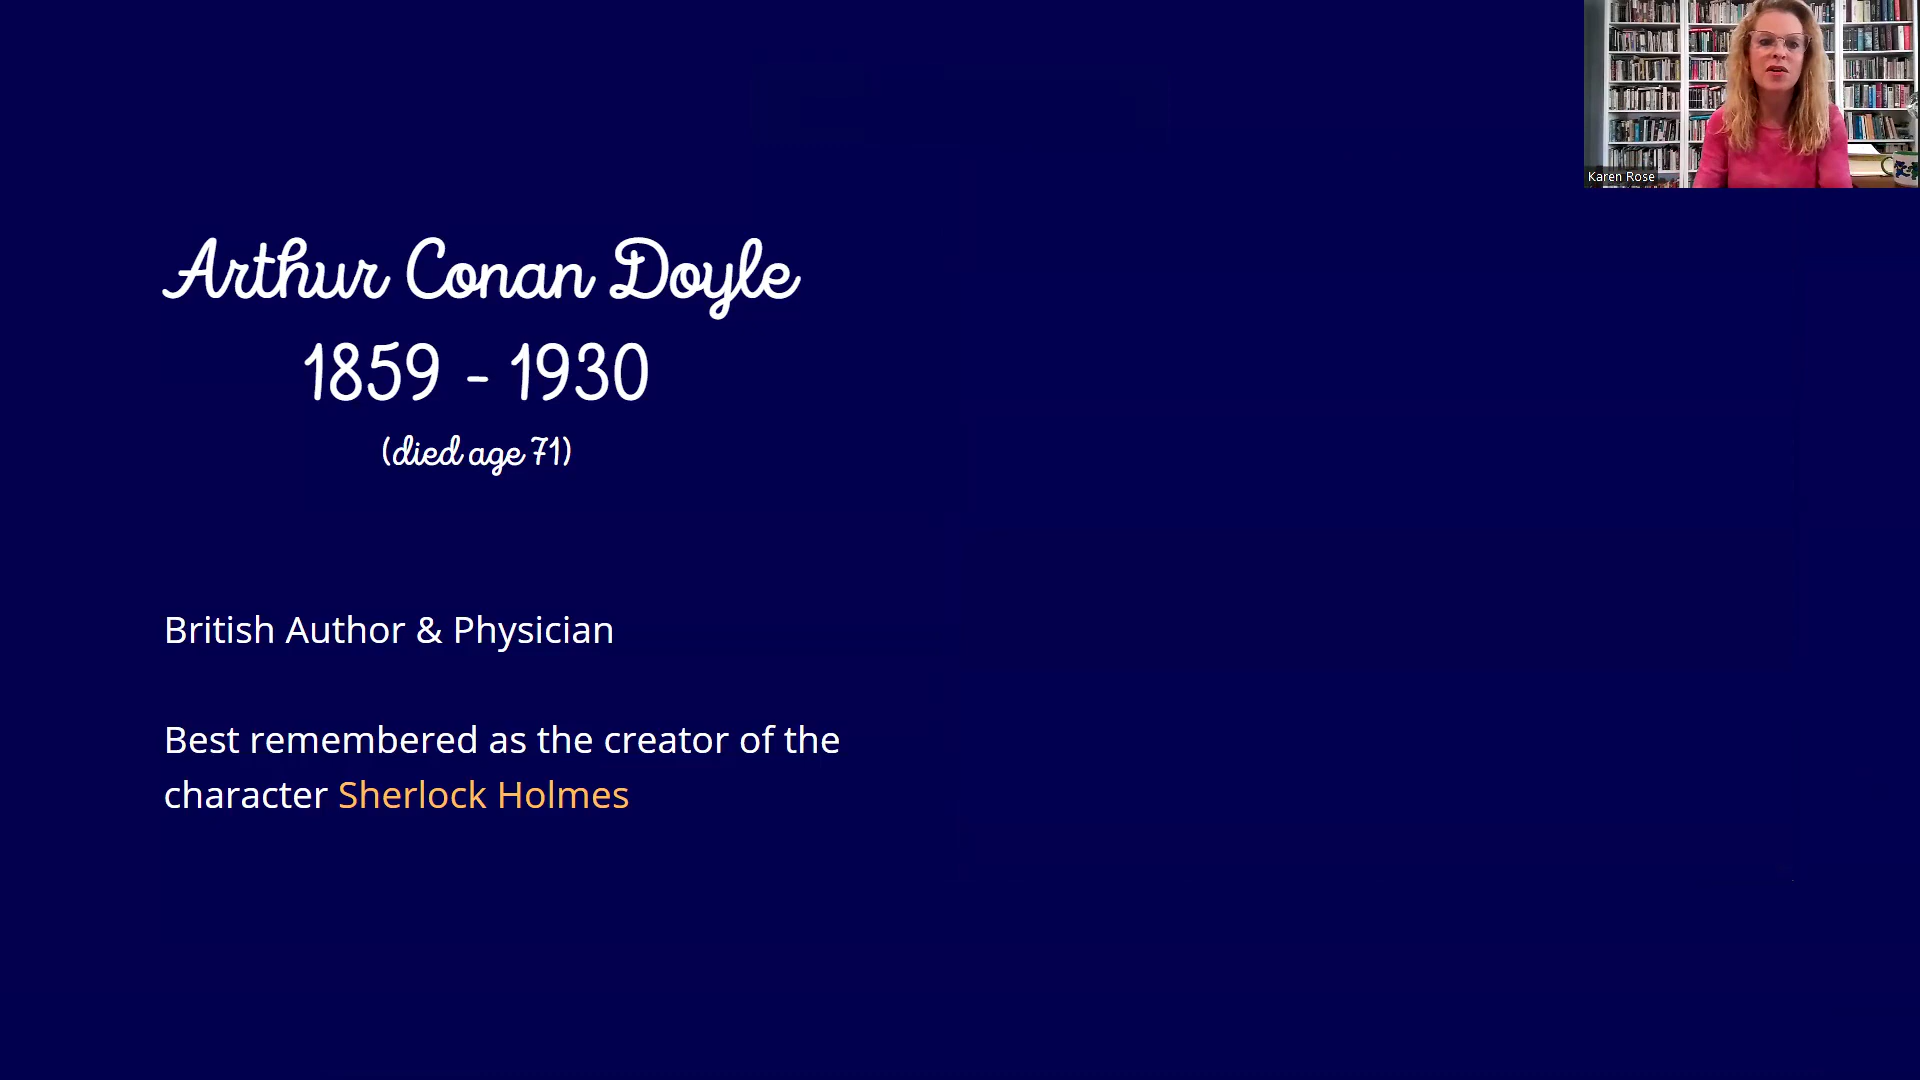 Arthur Conan Doyle
1859 - 1930
(died age 71)
British Author & Physician
Best remembered as the creator of the
character Sherlock Holmes
Karen Rose